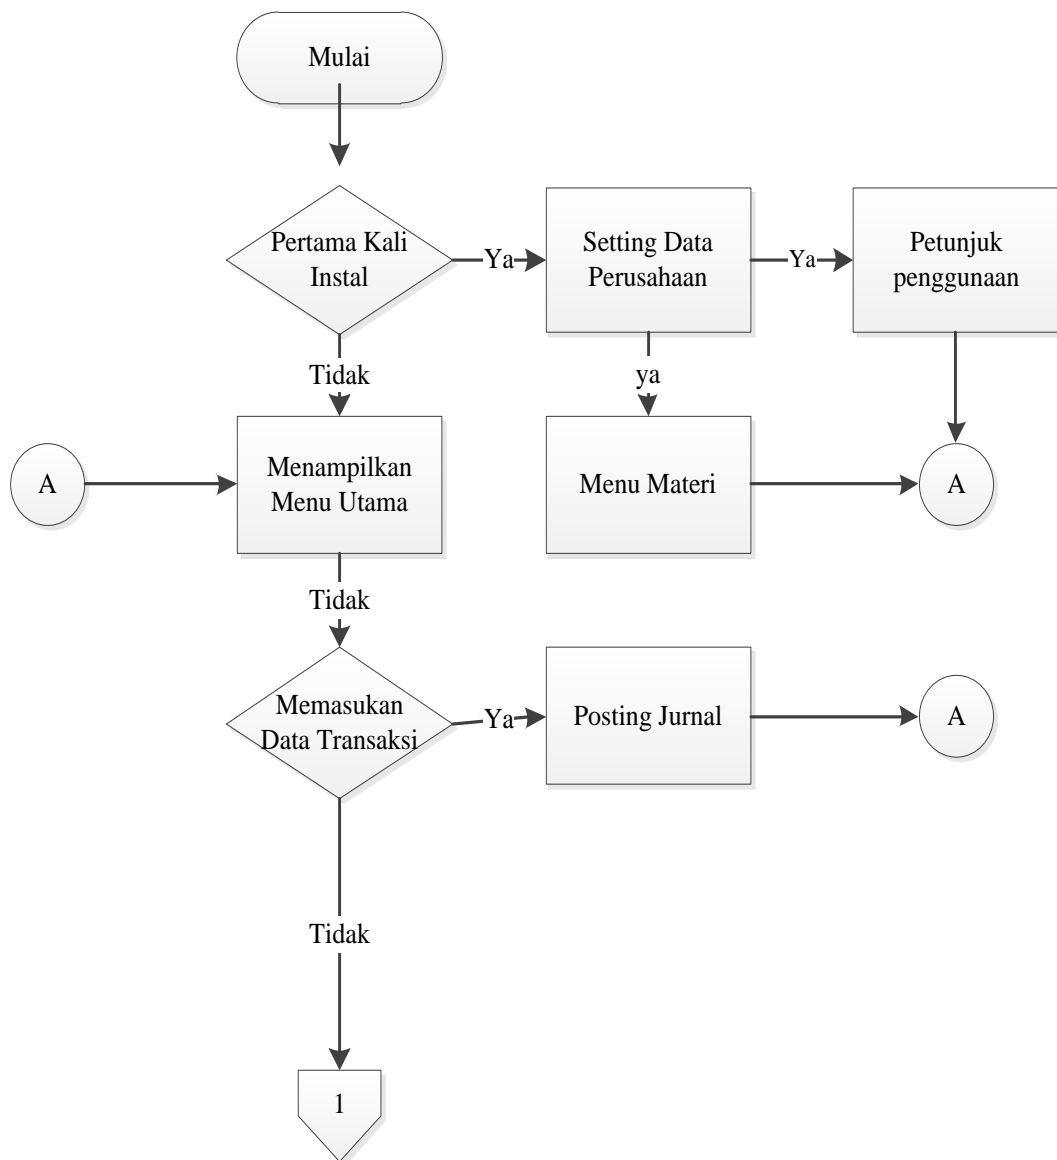 Mulai
Pertama Kali
Instal
Ya
Setting Data
Perusahaan
Ya
Petunjuk
penggunaan
Tidak
ya
A
Menampilkan
Menu Utama
Menu Materi
A
Tidak
Memasukan
Data Transaksi
Ya
Posting Jurnal
A
Tidak
1